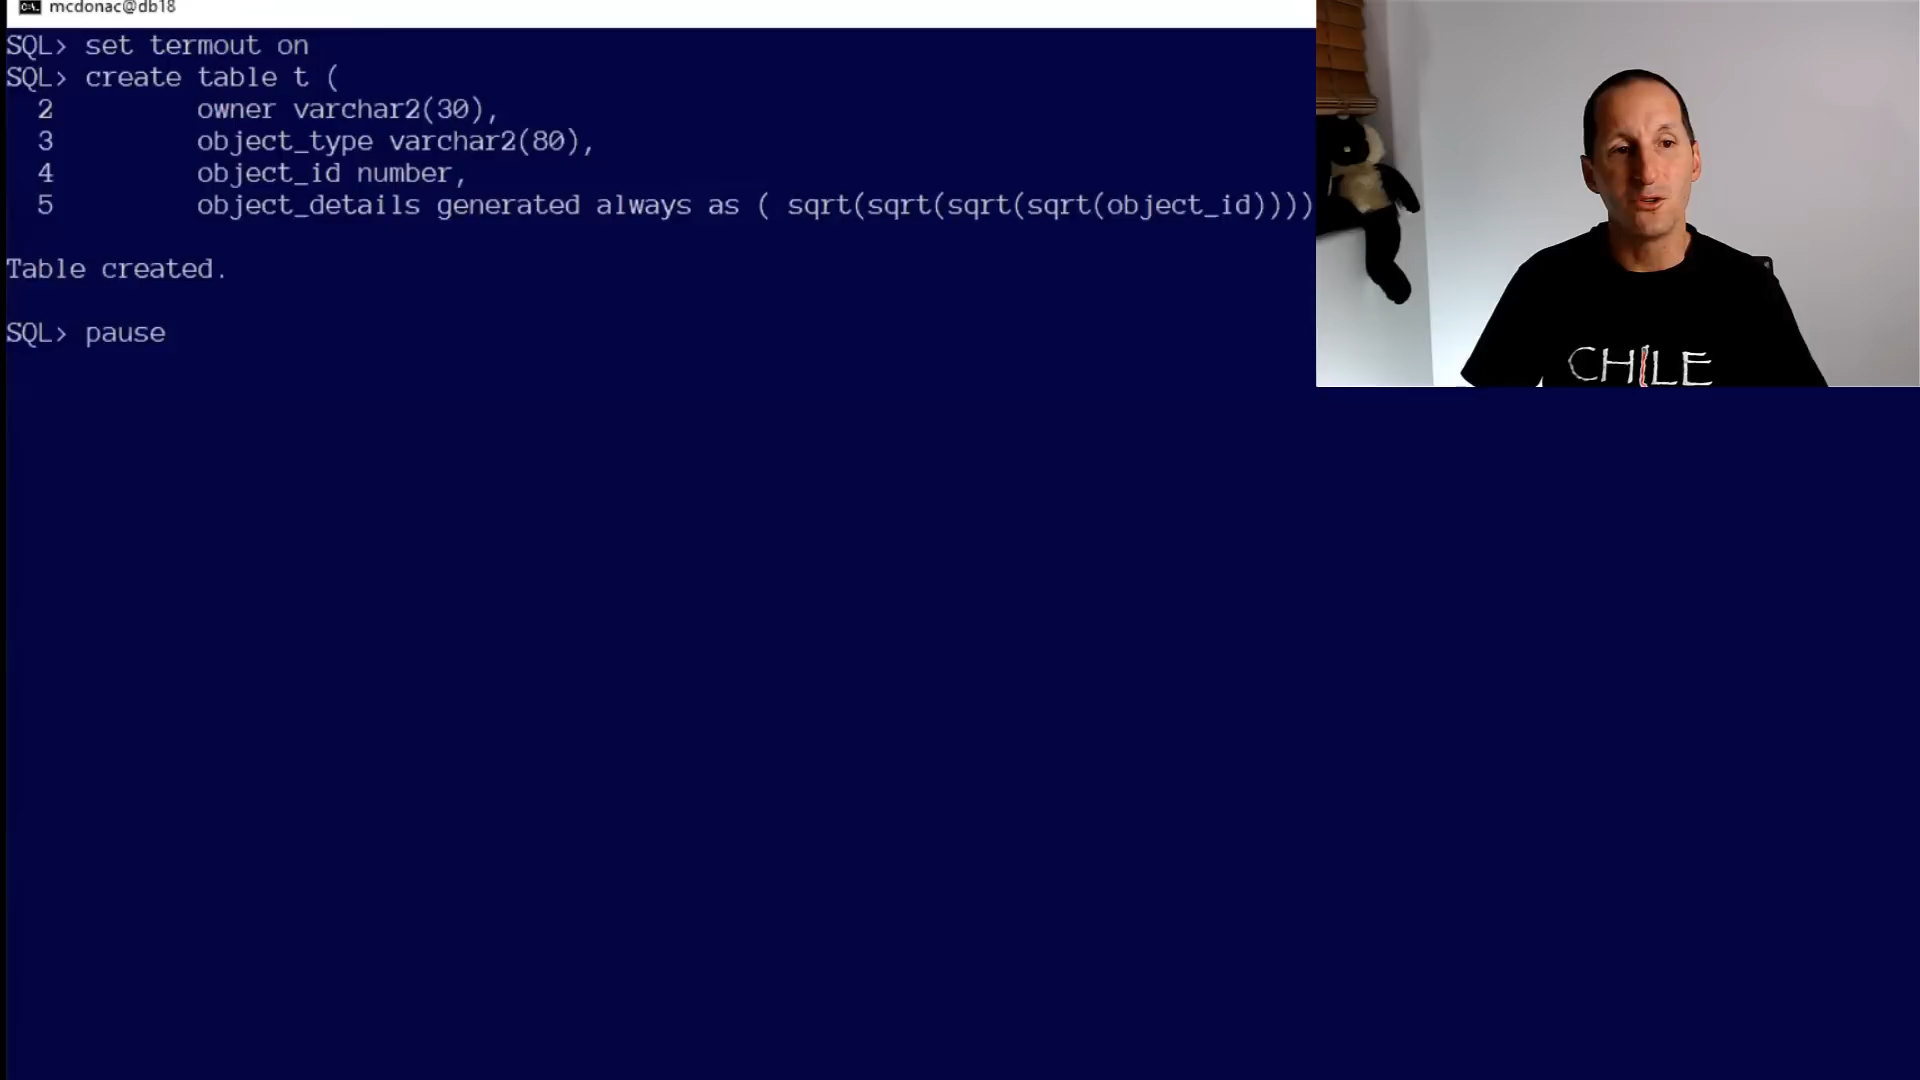 mcdonac@db18
SQL> set termout on
SQL> create table t (
2 owner varchar2(30),
3 object_type varchar2(80),
4 object_id number,
5 object_details generated always as ( sqrt(sqrt(sqrt(sqrt(object_id))))
Table created.
SQL> pause
CHILE